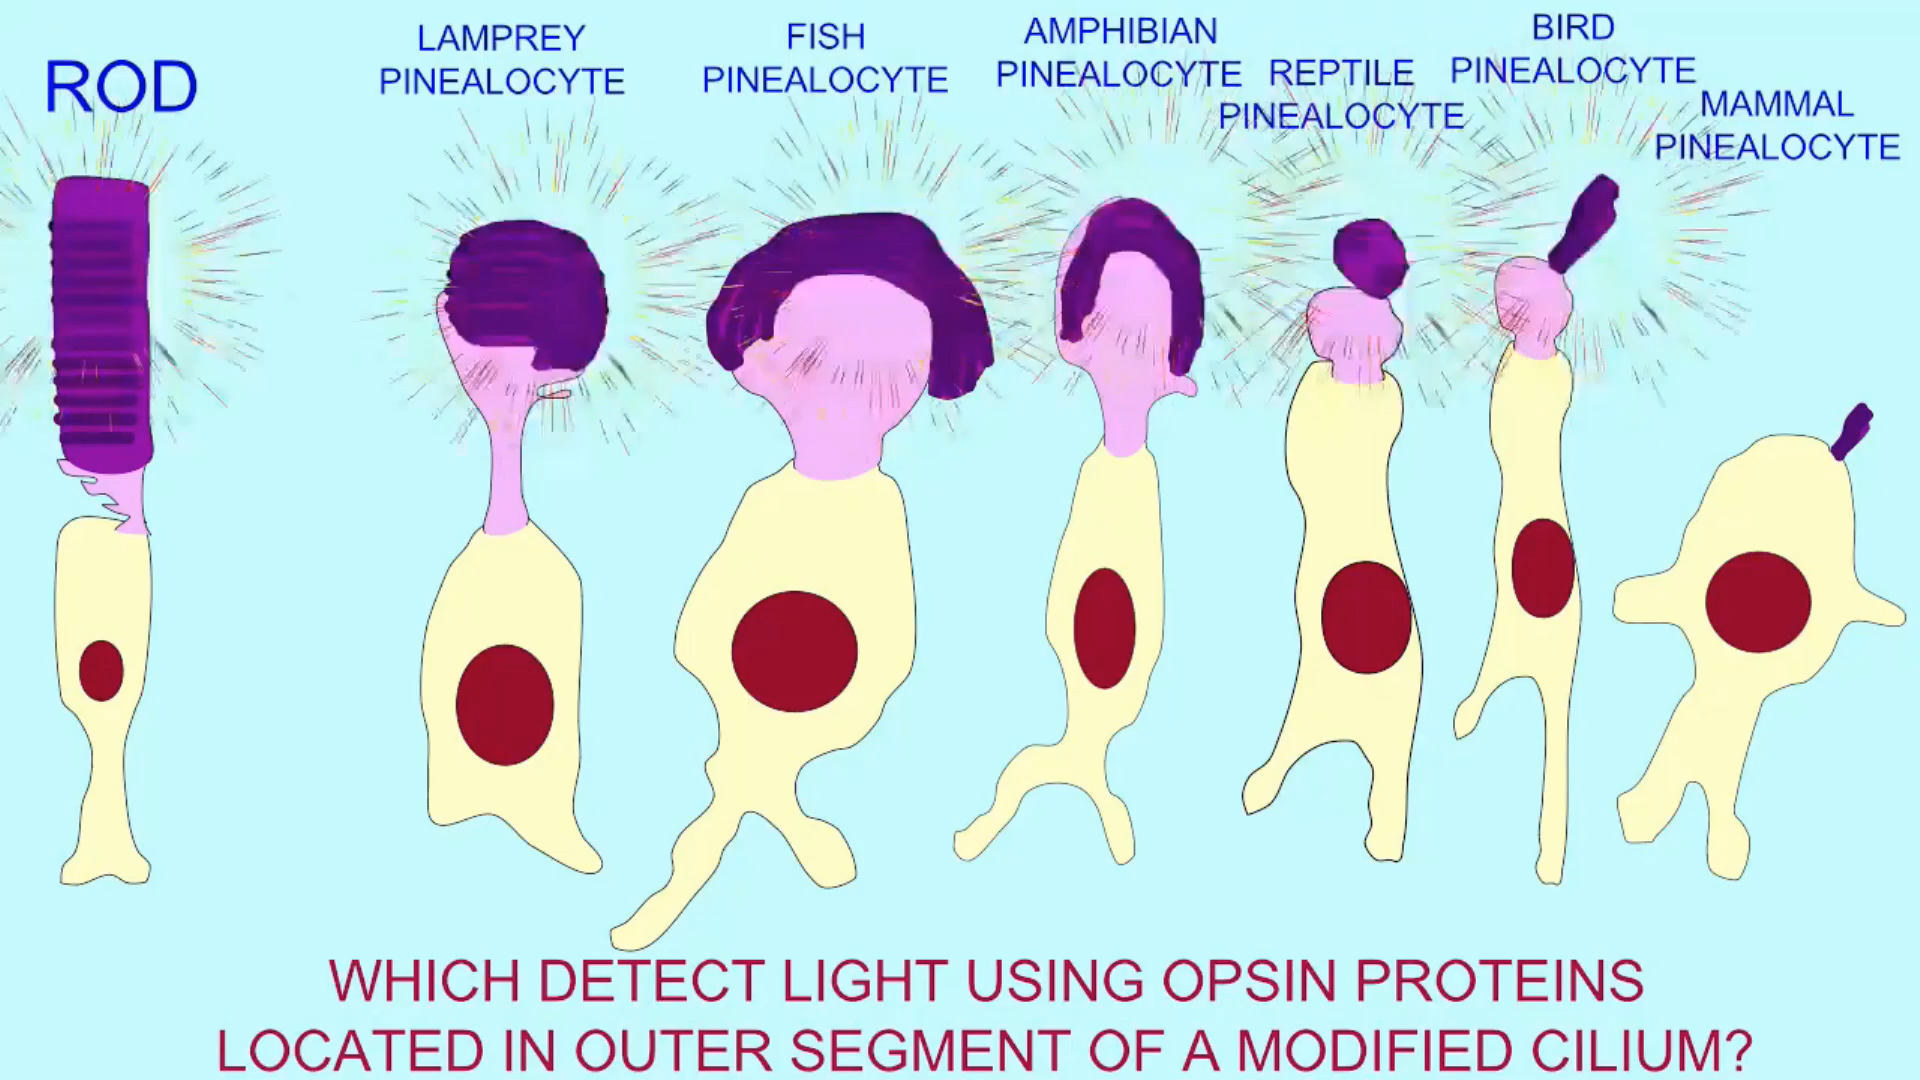 ROD
LAMPREY
PINEALOCYTE
FISH
PINEALOCYTE
AMPHIBIAN
PINEALOCYTE
REPTILE
PINEALOCYTE
BIRD
PINEALOCYTE
MAMMAL
PINEALOCYTE
WHICH DETECT LIGHT USING OPSIN PROTEINS
LOCATED IN OUTER SEGMENT OF A MODIFIED CILIUM?